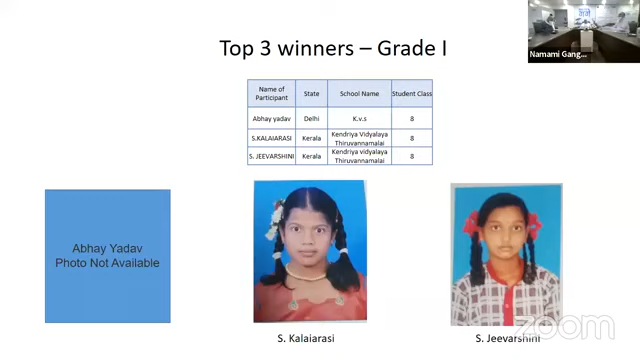 Top 3 winners – Grade I
Namami Gang...
Name of Participant State School Name Student Class
Abhay yadav Delhi K.v.s 8
S.KALAIARASI Kerala Kendriya Vidyalaya Thiruvannamalai 8
S. JEEVARSHINI Kerala Kendriya vidyalaya Thiruvannamalai 8
Abhay Yadav
Photo Not Available
S. Kalaiarasi
S. Jeevarshini
zoom